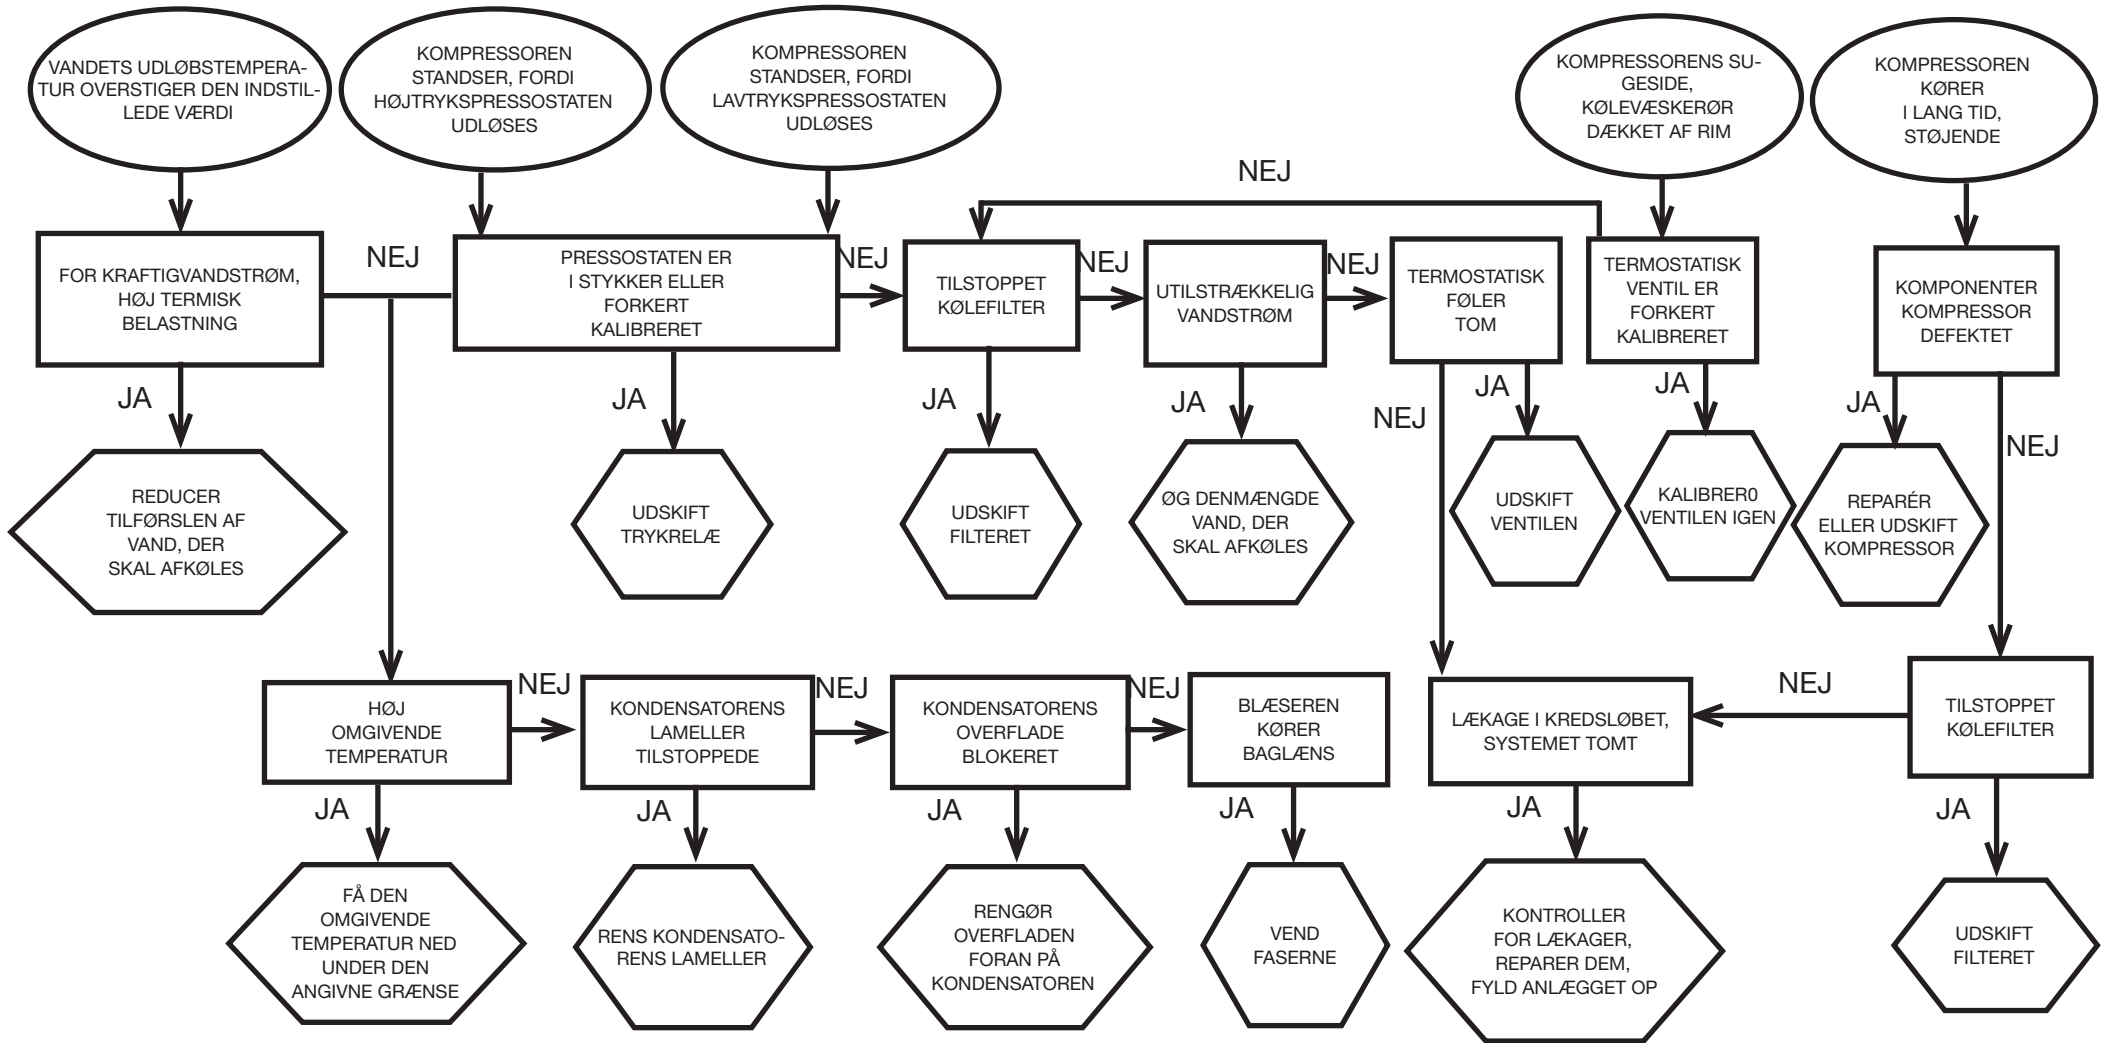 VANDETS UDLØBSTEMPERA-
TUR OVERSTIGER DEN INDSTIL-
LEDE VÆRDI
KOMPRESSOREN
STANDSER, FORDI
HØJTRYKSPRESSOSTATEN
UDLØSES
KOMPRESSOREN
STANDSER, FORDI
LAVTRYKSPRESSOSTATEN
UDLØSES
KOMPRESSORENS SU-
GESIDE,
KØLEVÆSKERØR
DÆKKET AF RIM
KOMPRESSOREN
KØRER
I LANG TID,
STØJENDE
NEJ
FOR KRAFTIGVANDSTRØM,
HØJ TERMISK
BELASTNING
NEJ
PRESSOSTATEN ER
I STYKKER ELLER
FORKERT
KALIBRERET
NEJ
TILSTOPPET
KØLEFILTER
NEJ
UTILSTRÆKKELIG
VANDSTRØM
NEJ
TERMOSTATISK
FØLER
TOM
TERMOSTATISK
VENTIL ER
FORKERT
KALIBRERET
KOMPONENTER
KOMPRESSOR
DEFEKTET
JA
JA
JA
JA
NEJ
JA
JA
JA
NEJ
REDUCER
TILFØRSLEN AF
VAND, DER
SKAL AFKØLES
UDSKIFT
TRYKRELÆ
UDSKIFT
FILTERET
ØG DENMÆNGDE
VAND, DER
SKAL AFKØLES
UDSKIFT
VENTILEN
KALIBRER0
VENTILEN IGEN
REPARÉR
ELLER UDSKIFT
KOMPRESSOR
HØJ
OMGIVENDE
TEMPERATUR
NEJ
KONDENSATORENS
LAMELLER
TILSTOPPEDE
NEJ
KONDENSATORENS
OVERFLADE
BLOKERET
NEJ
BLÆSEREN
KØRER
BAGLÆNS
LÆKAGE I KREDSLØBET,
SYSTEMET TOMT
NEJ
TILSTOPPET
KØLEFILTER
JA
JA
JA
JA
JA
JA
FÅ DEN
OMGIVENDE
TEMPERATUR NED
UNDER DEN
ANGIVNE GRÆNSE
RENS KONDENSATO-
RENS LAMELLER
RENGØR
OVERFLADEN
FORAN PÅ
KONDENSATOREN
VEND
FASERNE
KONTROLLER
FOR LÆKAGER,
REPARER DEM,
FYLD ANLÆGGET OP
UDSKIFT
FILTERET